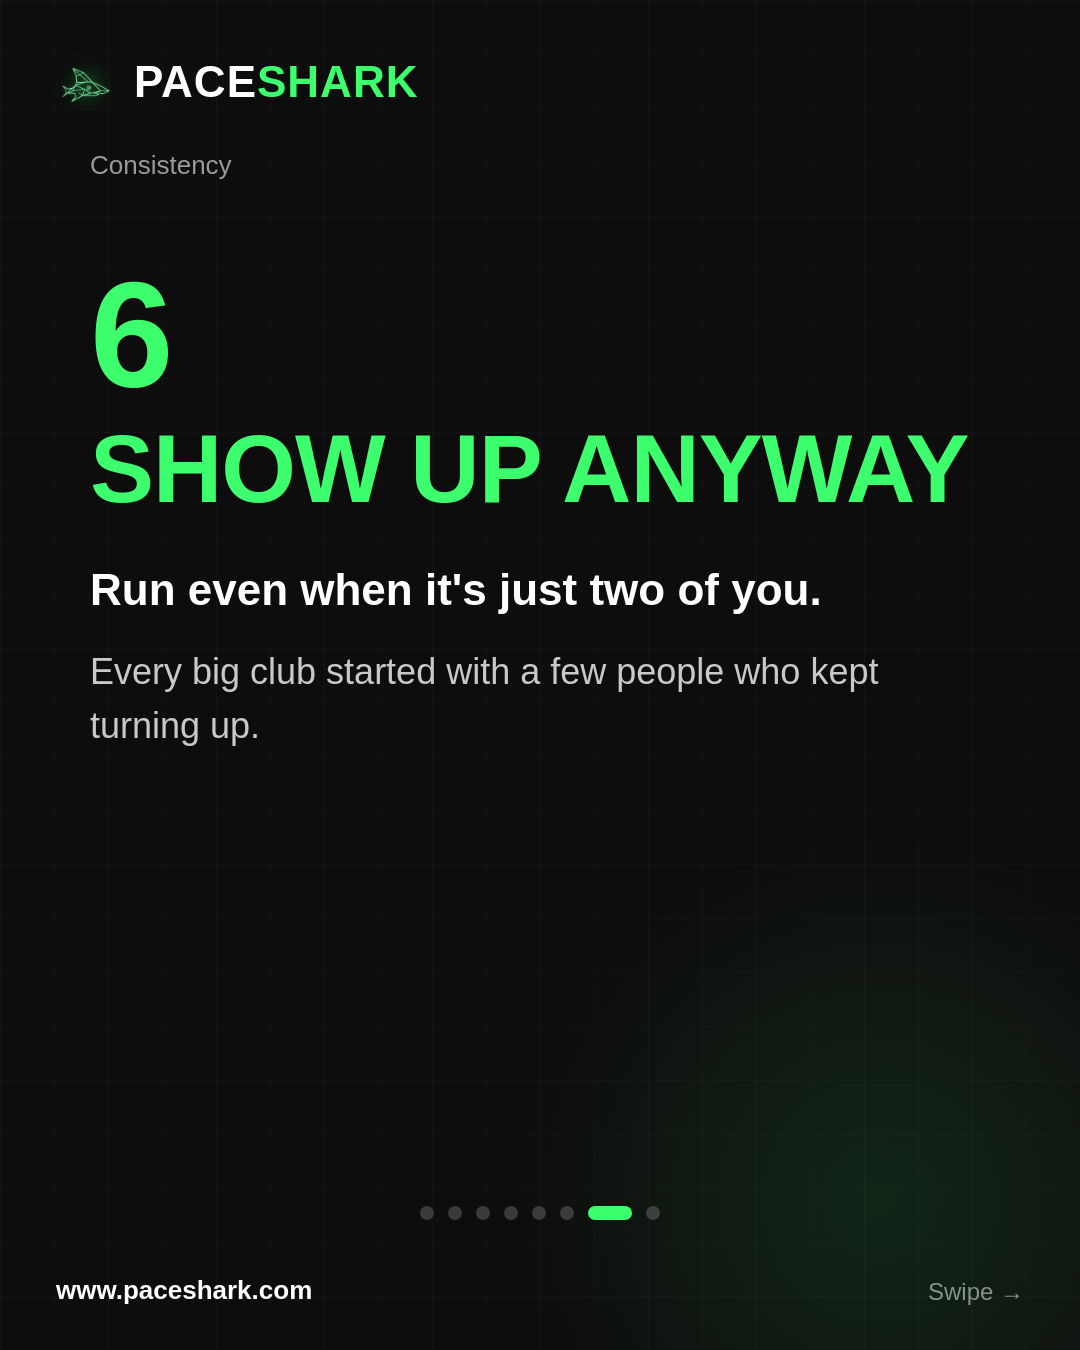 PACESHARK
Consistency
6
SHOW UP ANYWAY
Run even when it's just two of you.
Every big club started with a few people who kept
turning up.
www.paceshark.com
Swipe →